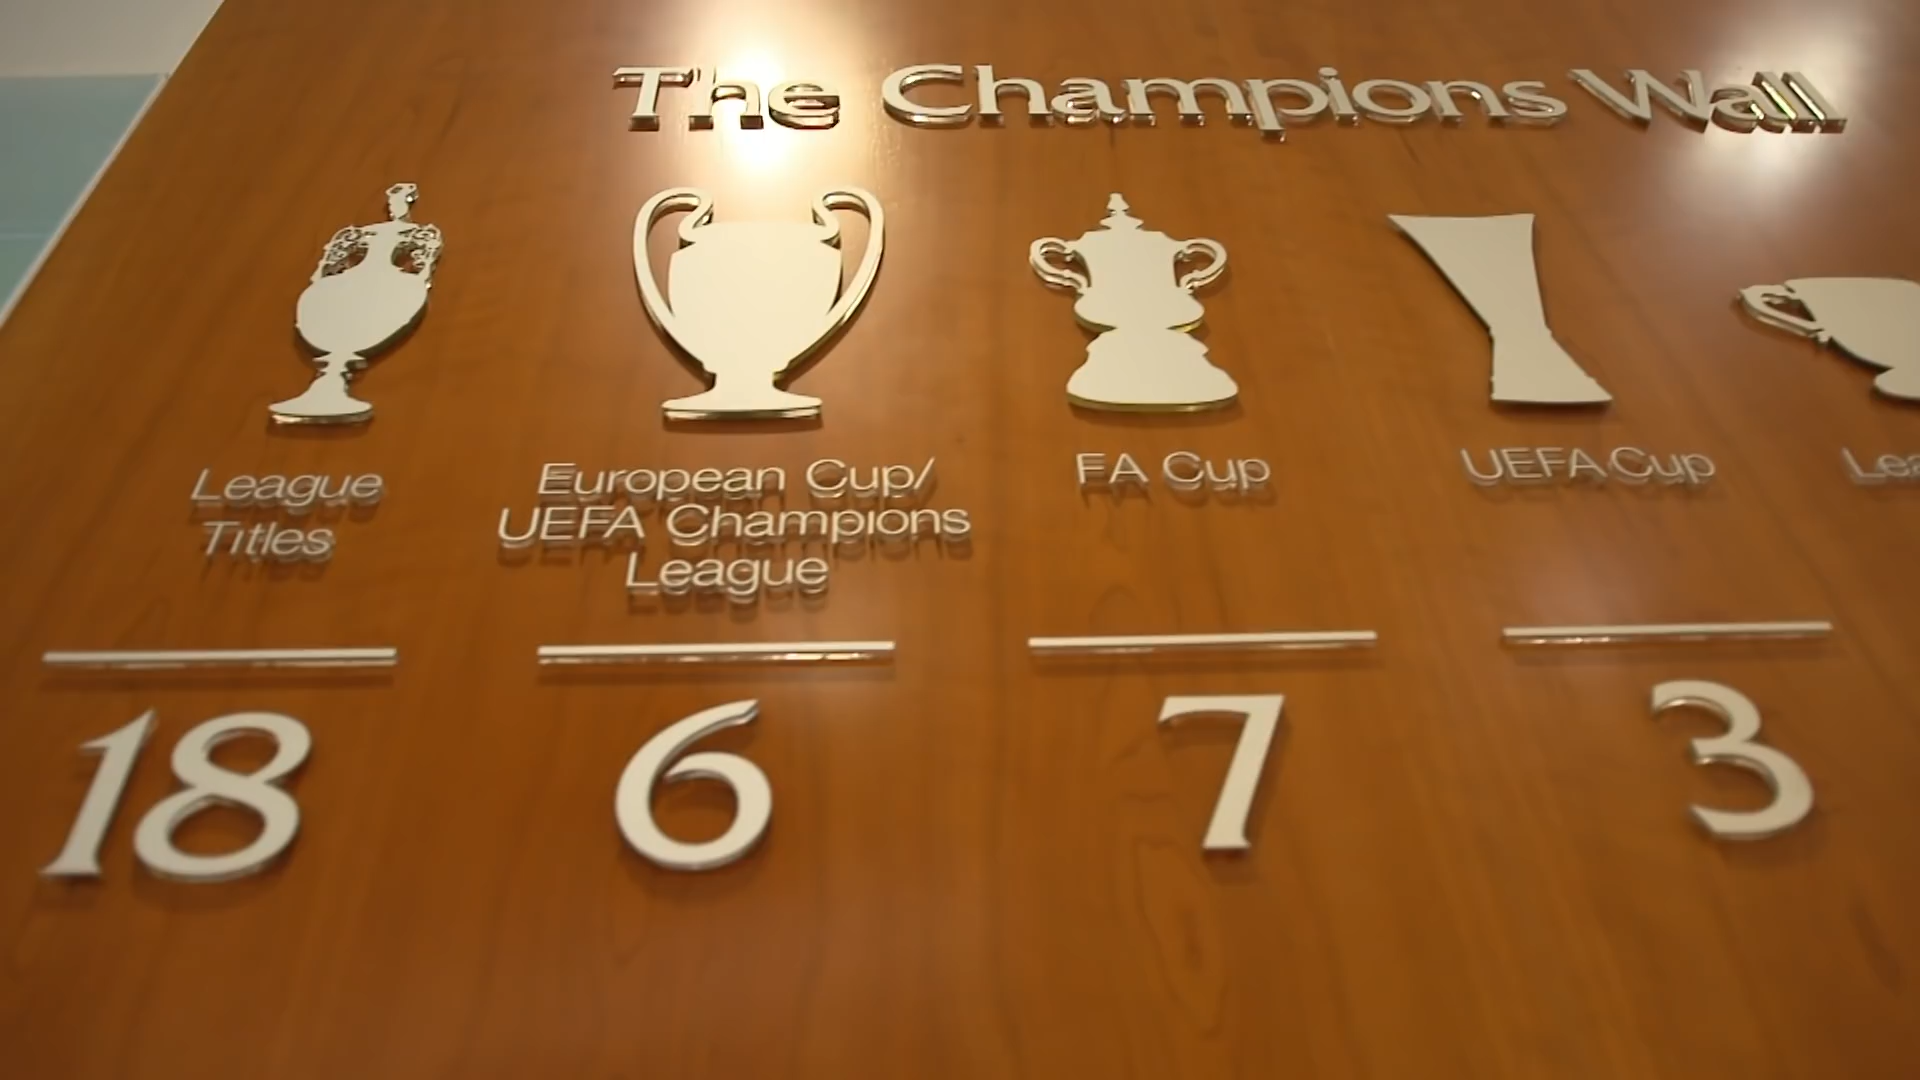 The Champions Wall
League
Titles
European Cup/
UEFA Champions
League
FA Cup
UEFA Cup
18
6
7
3